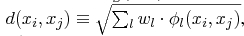 d(x_i, x_j) ≡ √(∑_l w_l · ϕ_l(x_i, x_j)),